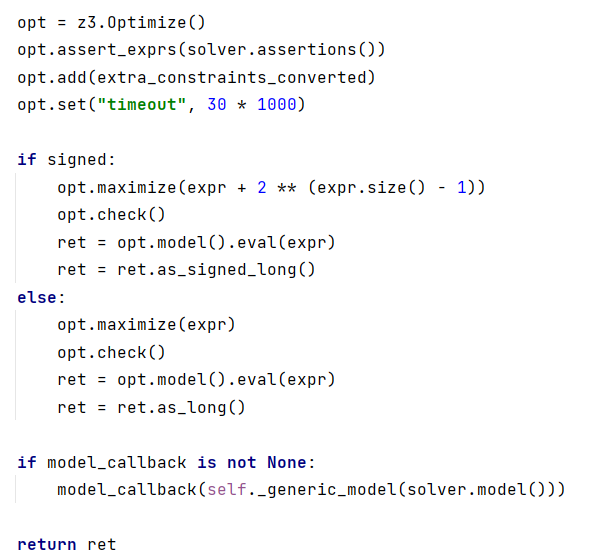 opt = z3.Optimize()
opt.assert_exprs(solver.assertions())
opt.add(extra_constraints_converted)
opt.set("timeout", 30 * 1000)

if signed:
    opt.maximize(expr + 2 ** (expr.size() - 1))
    opt.check()
    ret = opt.model().eval(expr)
    ret = ret.as_signed_long()
else:
    opt.maximize(expr)
    opt.check()
    ret = opt.model().eval(expr)
    ret = ret.as_long()

if model_callback is not None:
    model_callback(self._generic_model(solver.model()))

return ret